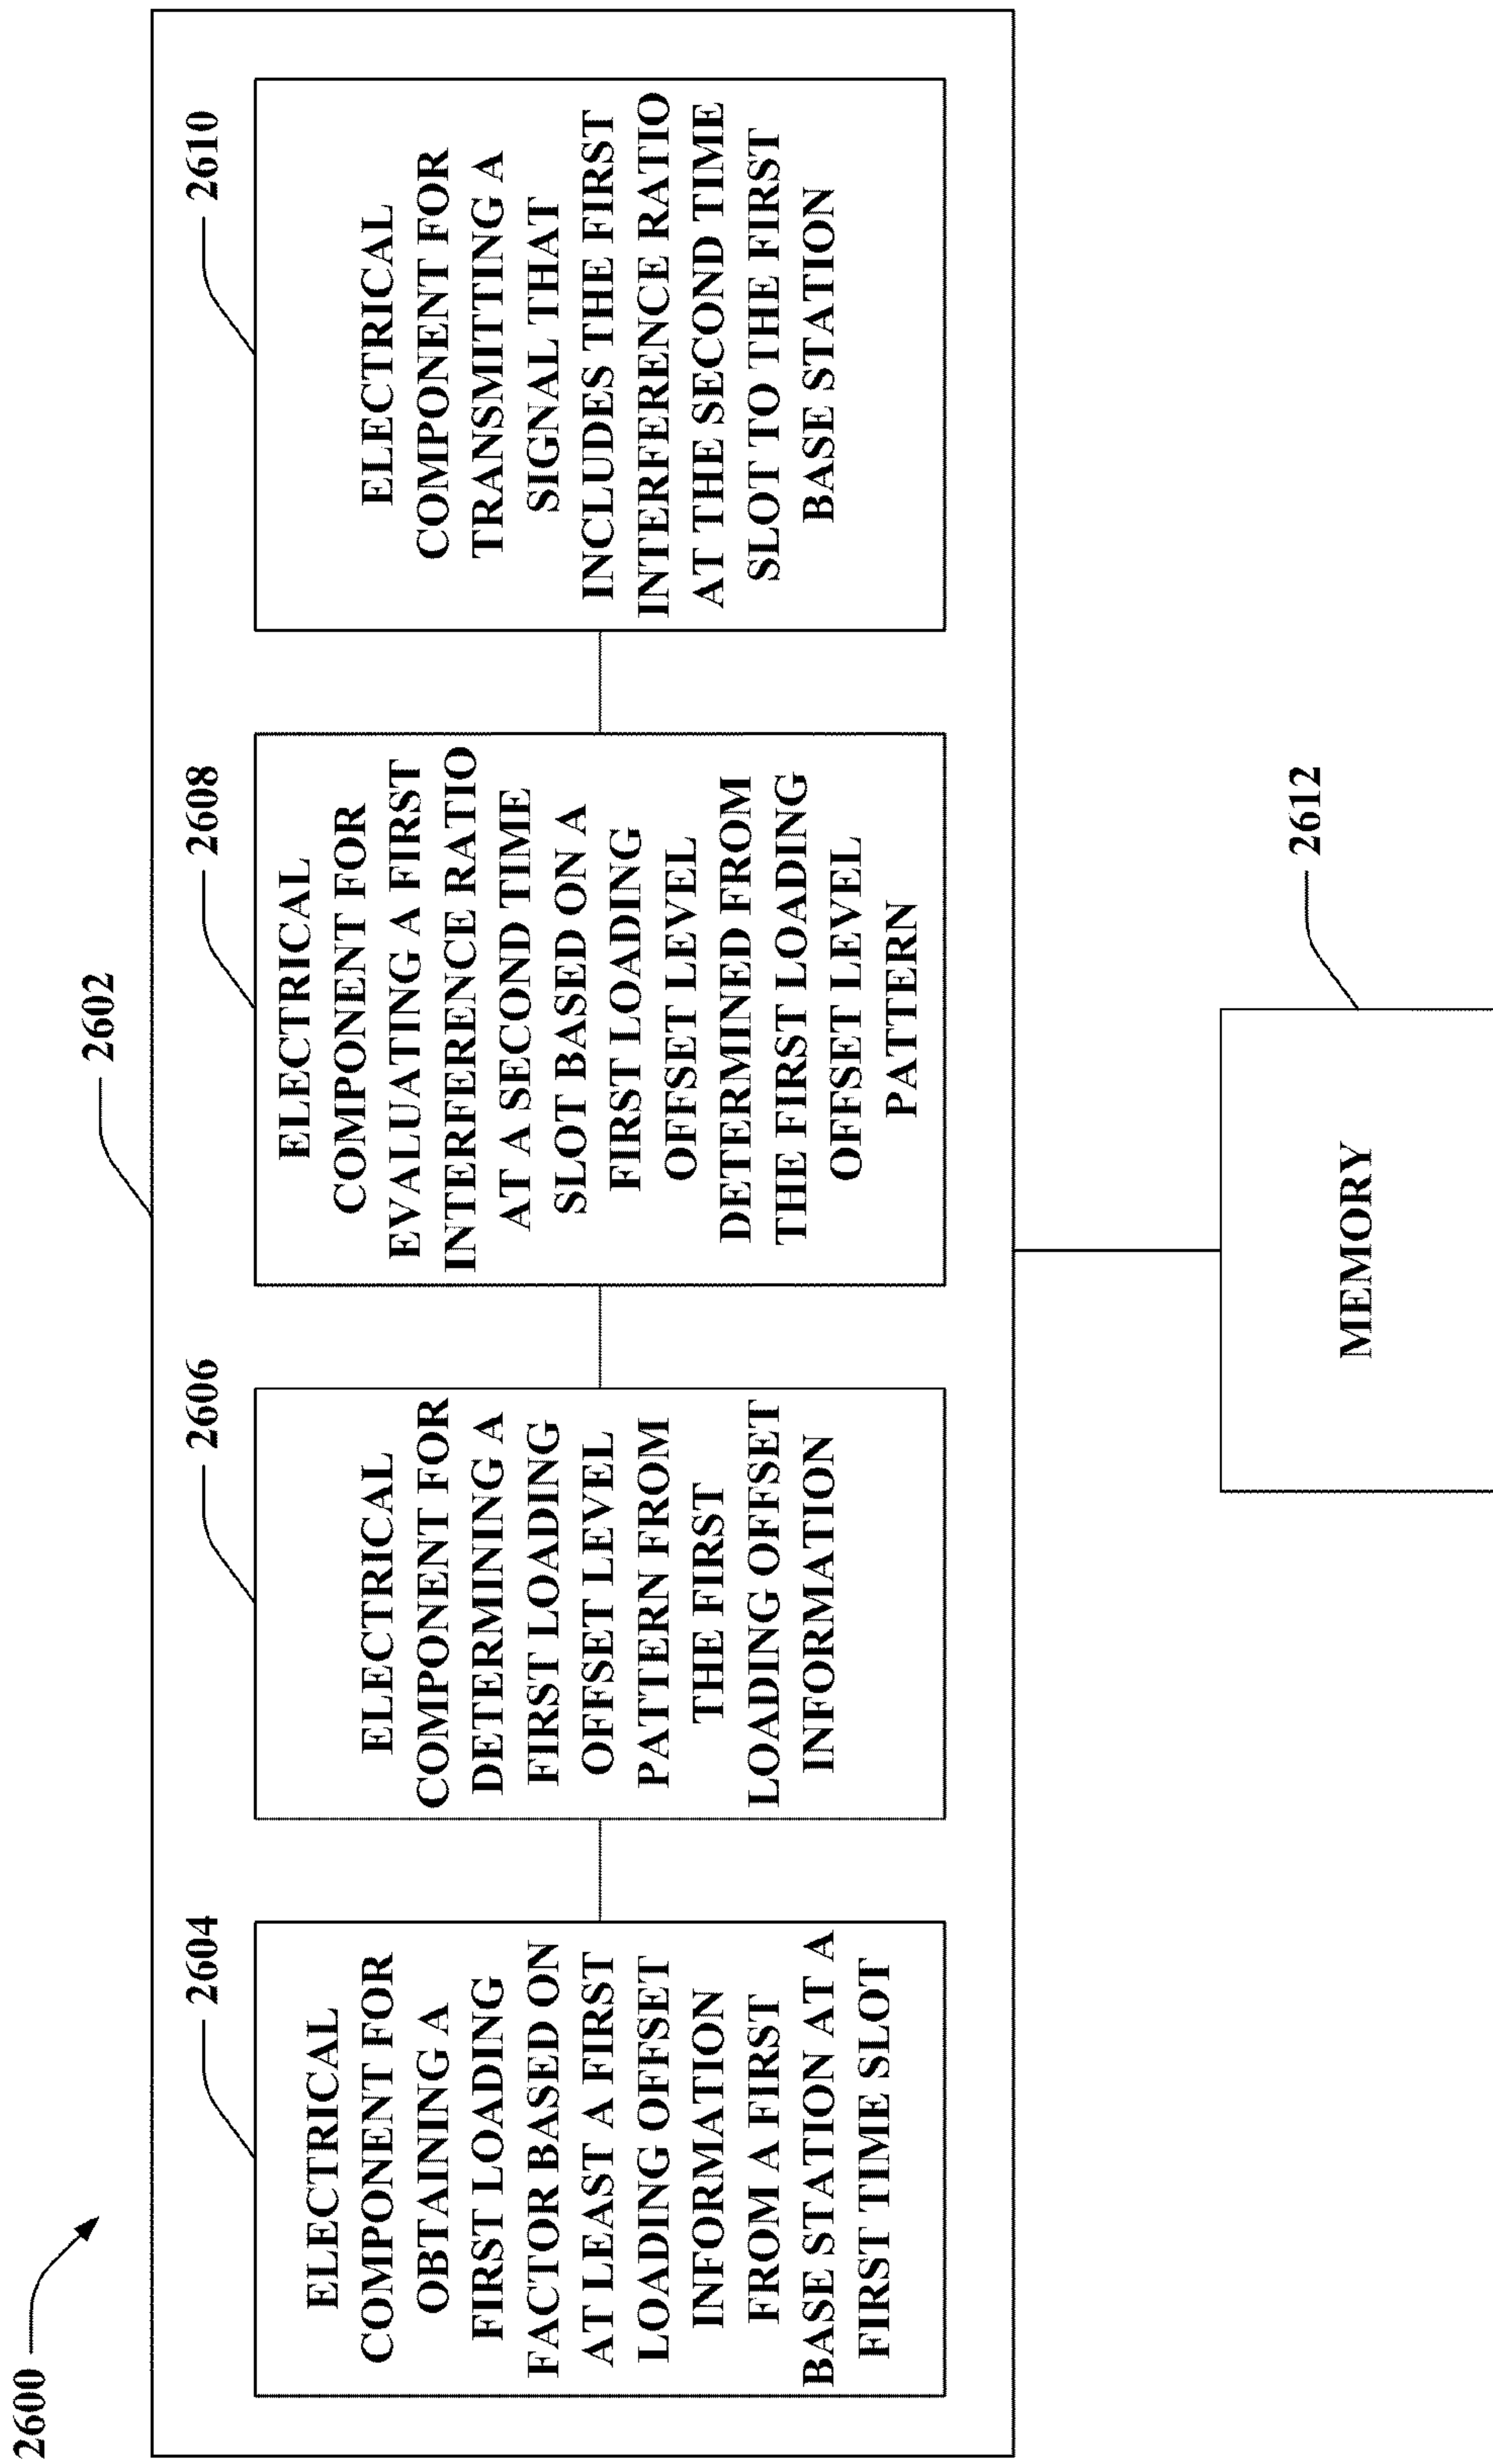 2600
2602
2604
ELECTRICAL
COMPONENT FOR
OBTAINING A
FIRST LOADING
FACTOR BASED ON
AT LEAST A FIRST
LOADING OFFSET
INFORMATION
FROM A FIRST
BASE STATION AT A
FIRST TIME SLOT
2606
ELECTRICAL
COMPONENT FOR
DETERMINING A
FIRST LOADING
OFFSET LEVEL
PATTERN FROM
THE FIRST
LOADING OFFSET
INFORMATION
2608
ELECTRICAL
COMPONENT FOR
EVALUATING A FIRST
INTERFERENCE RATIO
AT A SECOND TIME
SLOT BASED ON A
FIRST LOADING
OFFSET LEVEL
DETERMINED FROM
THE FIRST LOADING
OFFSET LEVEL
PATTERN
2610
ELECTRICAL
COMPONENT FOR
TRANSMITTING A
SIGNAL THAT
INCLUDES THE FIRST
INTERFERENCE RATIO
AT THE SECOND TIME
SLOT TO THE FIRST
BASE STATION
2612
MEMORY